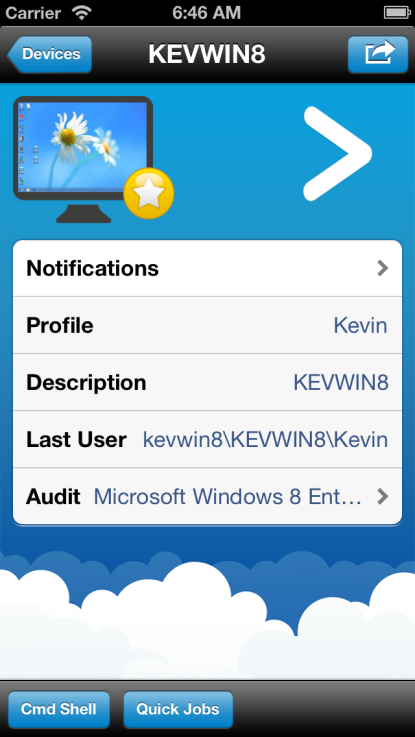 Carrier 6:46 AM
Devices KEVWIN8
Notifications
Profile Kevin
Description KEVWIN8
Last User kevwin8\KEVWIN8\Kevin
Audit Microsoft Windows 8 Ent...
Cmd Shell Quick Jobs